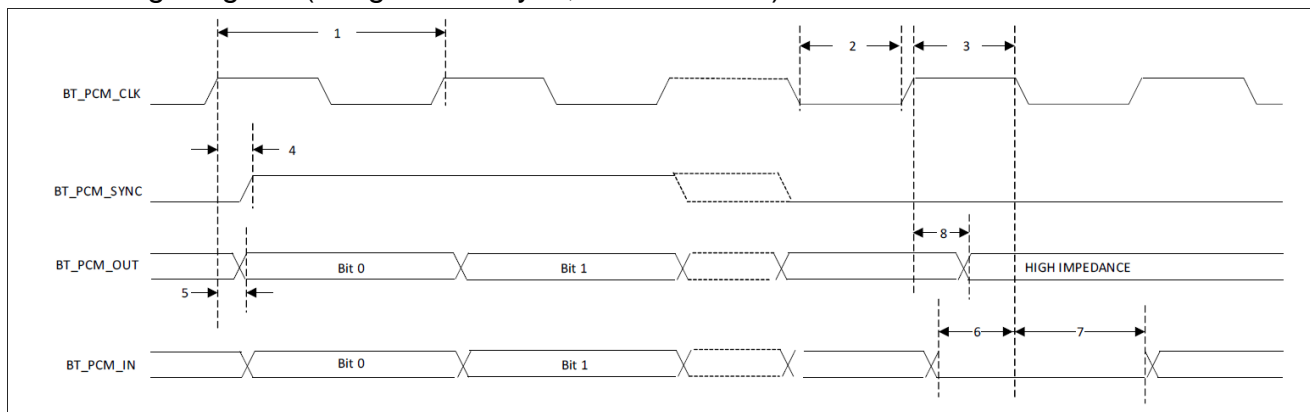 1
2
3
BT_PCM_CLK
4
BT_PCM_SYNC
8
BT_PCM_OUT
Bit 0
Bit 1
HIGH IMPEDANCE
5
6
7
BT_PCM_IN
Bit 0
Bit 1